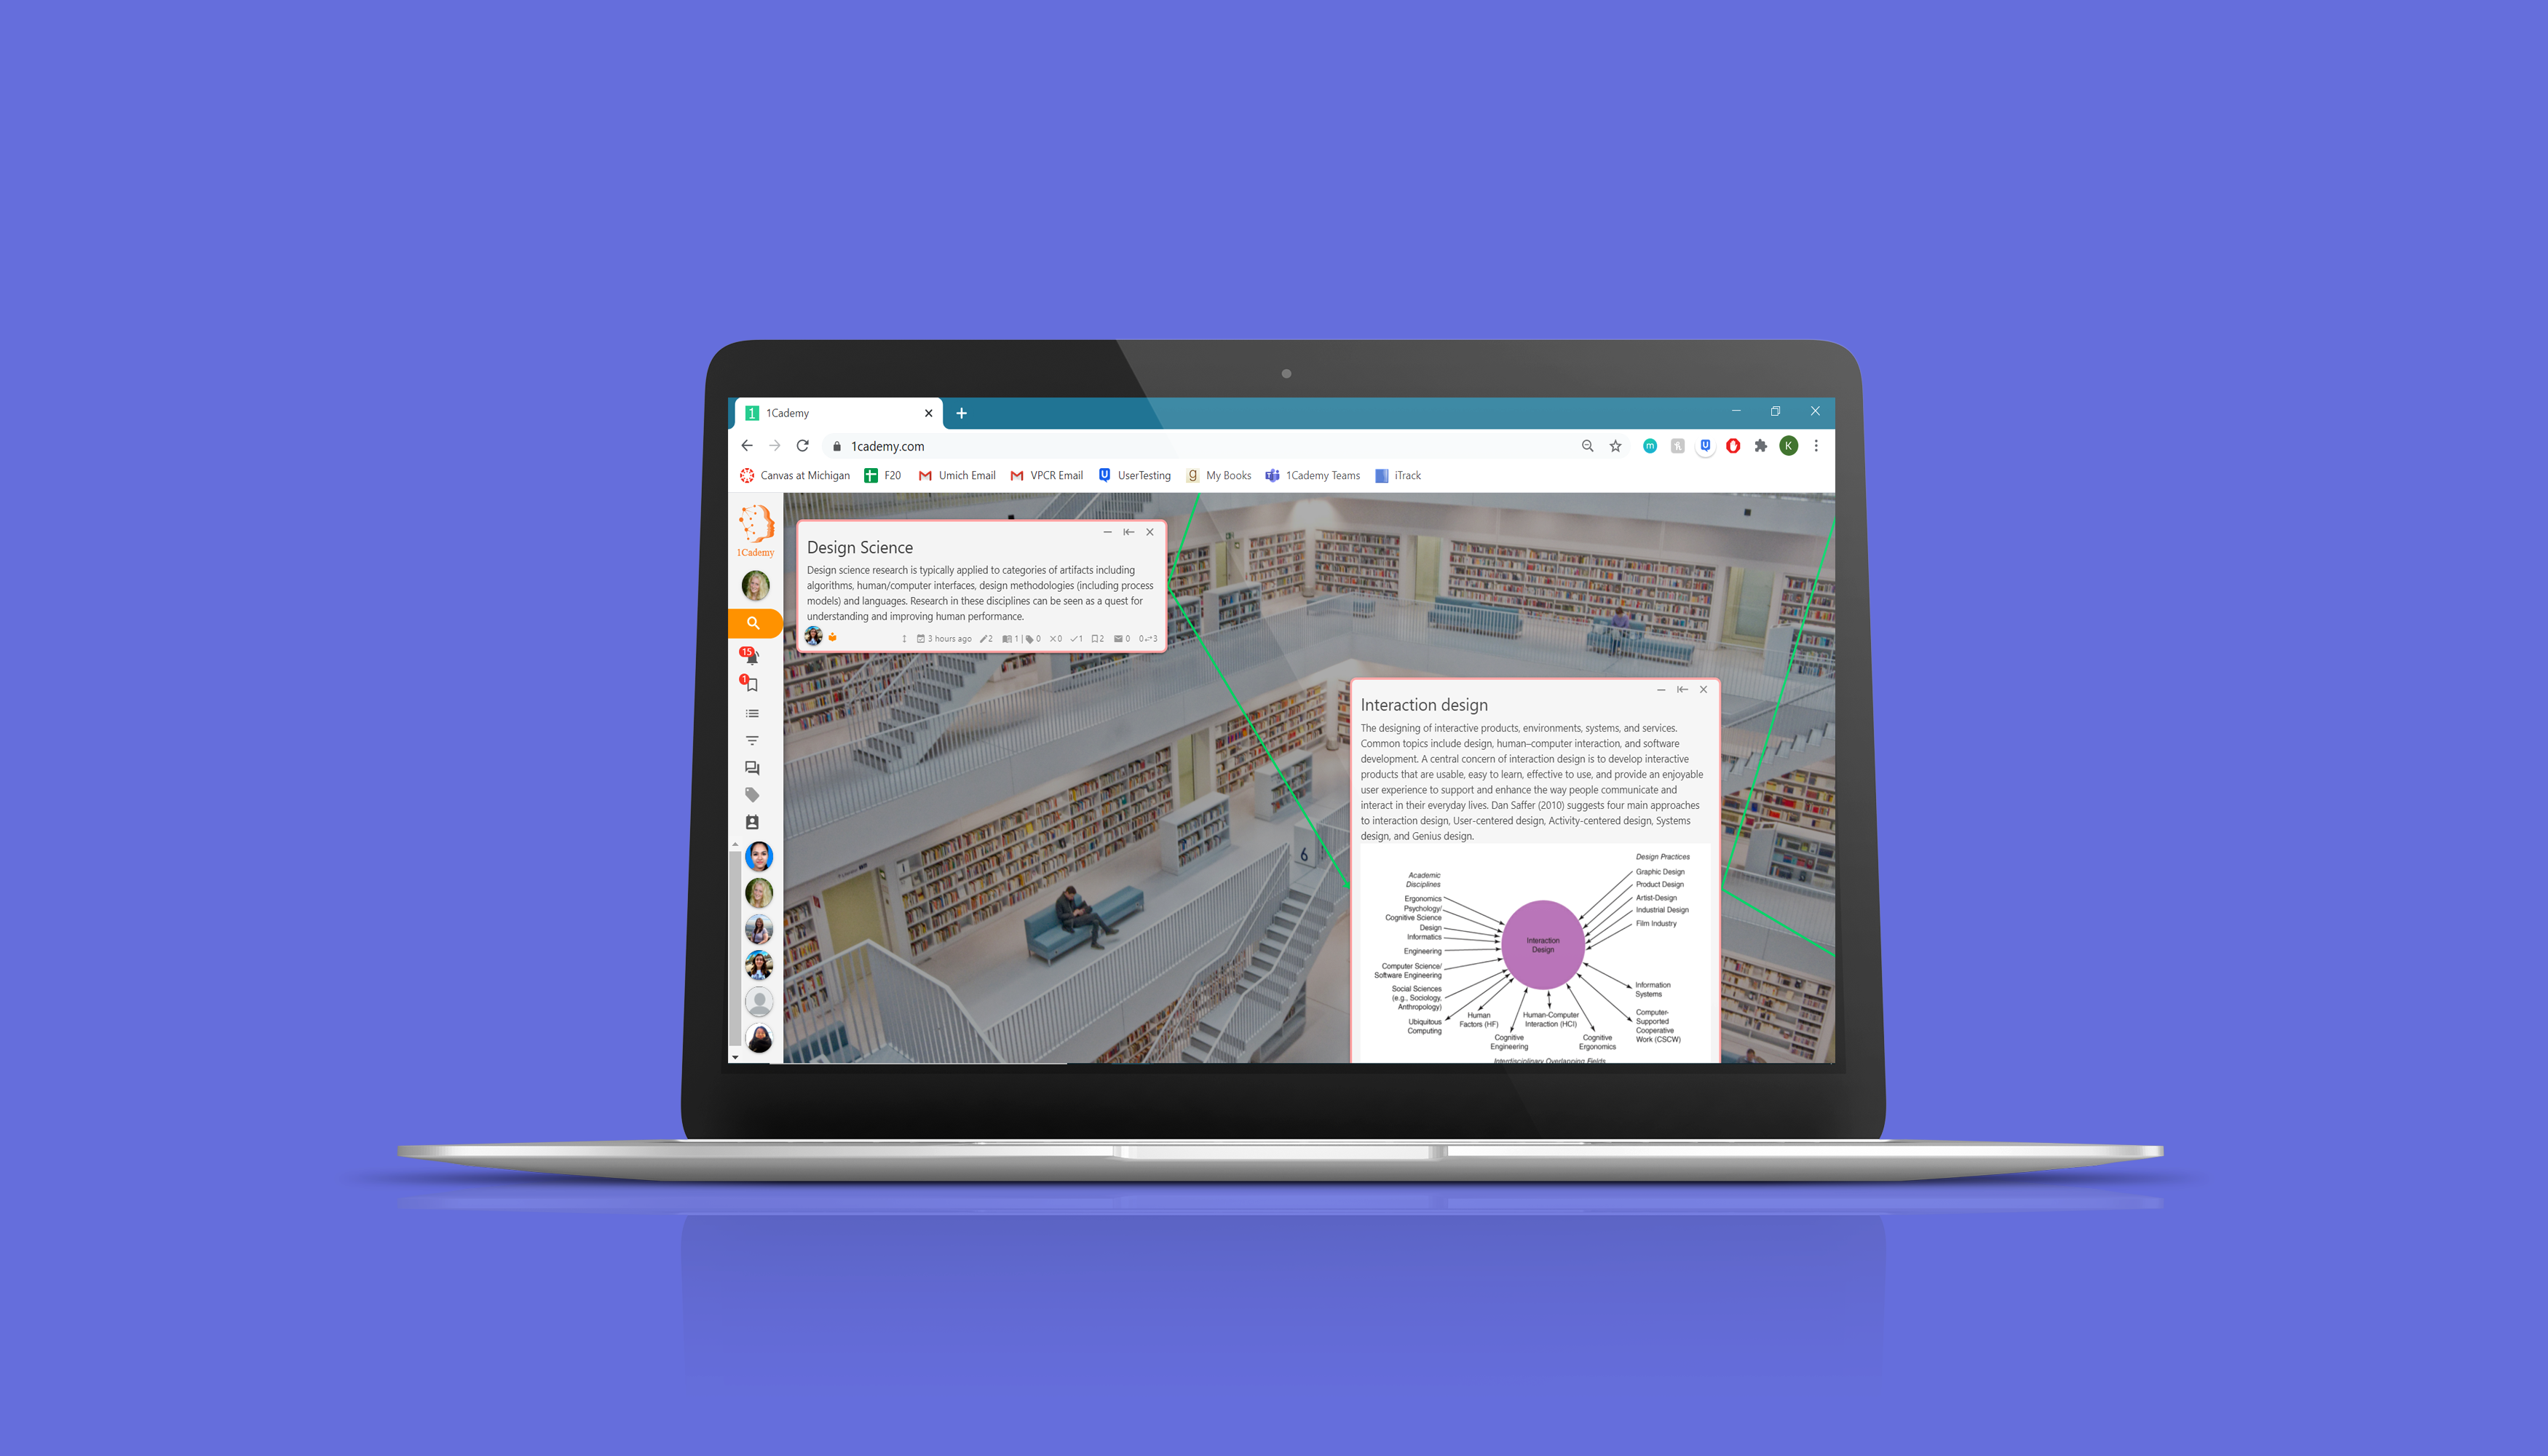 1 1Cademy
1cademy.com
m
K
Canvas at Michigan F20 Umich Email VPCR Email UserTesting My Books 1Cademy Teams iTrack
1Cademy
15
1
Design Science
Design science research is typically applied to categories of artifacts including
algorithms, human/computer interfaces, design methodologies (including process
models) and languages. Research in these disciplines can be seen as a quest for
understanding and improving human performance.
3 hours ago 2 1 | 0 0 1 2 0 0 3
6
Interaction design
The designing of interactive products, environments, systems, and services.
Common topics include design, human–computer interaction, and software
development. A central concern of interaction design is to develop interactive
products that are usable, easy to learn, effective to use, and provide an enjoyable
user experience to support and enhance the way people communicate and
interact in their everyday lives. Dan Saffer (2010) suggests four main approaches
to interaction design, User-centered design, Activity-centered design, Systems
design, and Genius design.
Academic
Disciplines
Ergonomics
Psychology/
Cognitive Science
Design
Informatics
Engineering
Computer Science/
Software Engineering
Social Sciences
(e.g., Sociology,
Anthropology)
Ubiquitous
Computing
Design Practices
Graphic Design
Product Design
Artist-Design
Industrial Design
Film Industry
Interaction
Design
Information
Systems
Computer-
Supported
Cooperative
Work (CSCW)
Human
Factors (HF)
Human-Computer
Interaction (HCI)
Cognitive
Engineering
Cognitive
Ergonomics
Interdisciplinary Overlapping Fields